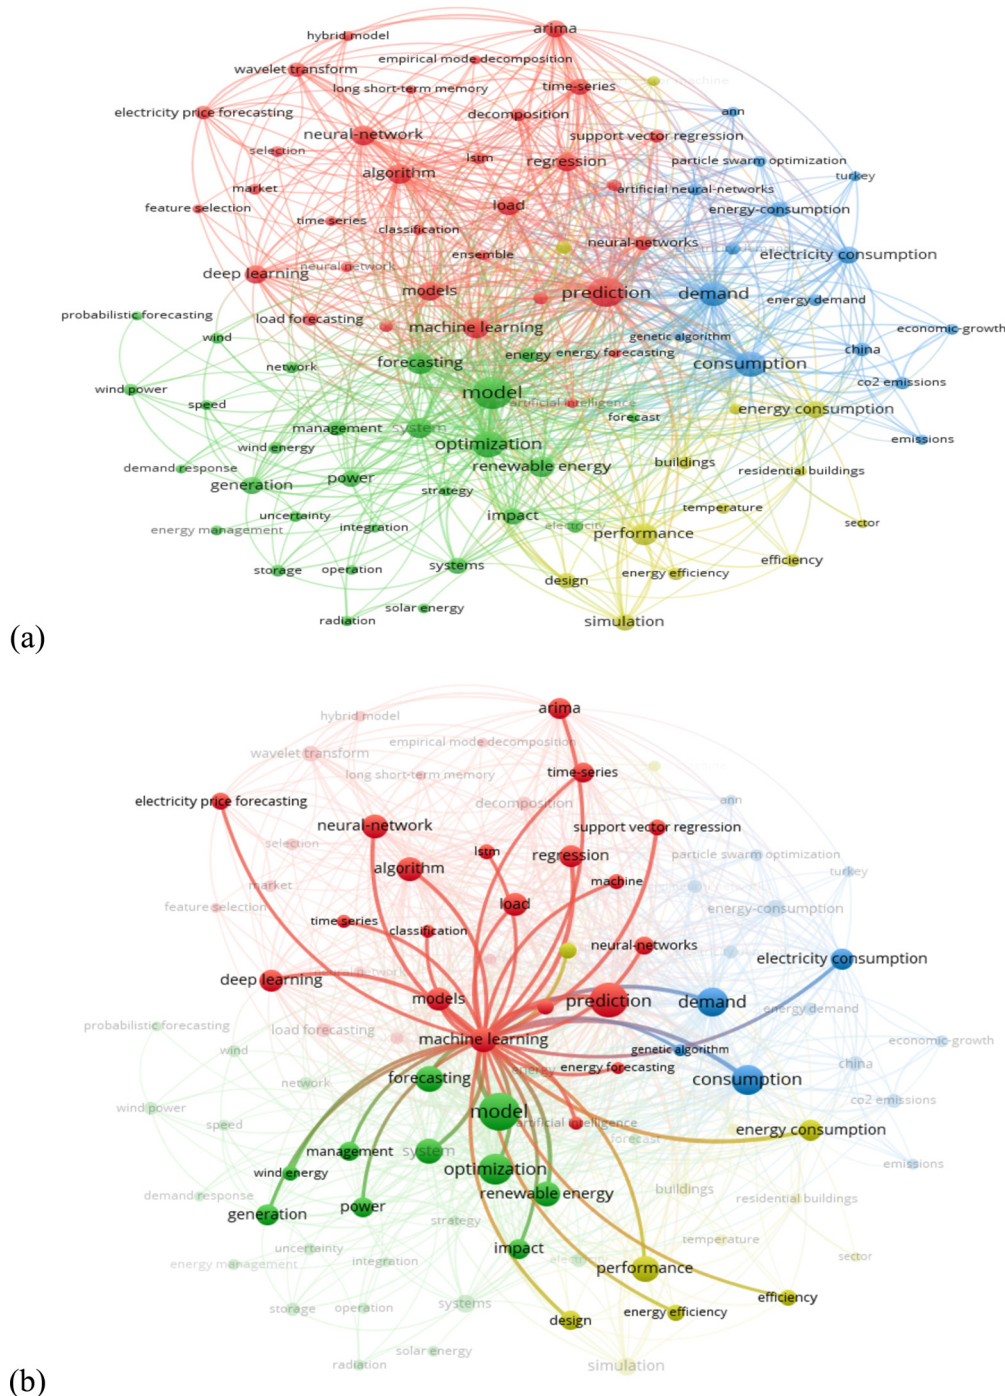 arima
hybrid model
empirical mode decomposition
wavelet transform
long short-term memory
time-series
electricity price forecasting
decomposition
ann
neural-network
support vector regression
selection
lstm
regression
particle swarm optimization
algorithm
turkey
market
artificial neural-networks
feature selection
load
energy-consumption
time series
classification
neural-networks
ensemble
electricity consumption
deep learning
neural network
models
prediction
demand
energy demand
probabilistic forecasting
load forecasting
machine learning
economic-growth
wind
genetic algorithm
energy
energy forecasting
china
forecasting
consumption
network
wind power
model
co2 emissions
speed
artificial intelligence
energy consumption
management
system
forecast
optimization
emissions
wind energy
demand response
renewable energy
buildings
residential buildings
generation
power
strategy
uncertainty
impact
temperature
energy management
integration
electricity
performance
sector
storage
operation
systems
design
energy efficiency
efficiency
solar energy
radiation
simulation
(a)
arima
hybrid model
empirical mode decomposition
wavelet transform
long short-term memory
time-series
electricity price forecasting
decomposition
ann
neural-network
support vector regression
selection
lstm
regression
particle swarm optimization
algorithm
turkey
market
machine
feature selection
load
energy-consumption
time series
classification
neural-networks
electricity consumption
deep learning
neural-network
models
prediction
demand
energy demand
probabilistic forecasting
load forecasting
machine learning
economic-growth
wind
genetic algorithm
energy
energy forecasting
china
forecasting
consumption
network
wind power
model
co2 emissions
speed
artificial intelligence
energy consumption
management
system
forecast
optimization
emissions
wind energy
demand response
renewable energy
buildings
residential buildings
generation
power
strategy
uncertainty
impact
temperature
energy management
integration
electricity
performance
sector
storage
operation
systems
design
energy efficiency
efficiency
solar energy
radiation
simulation
(b)